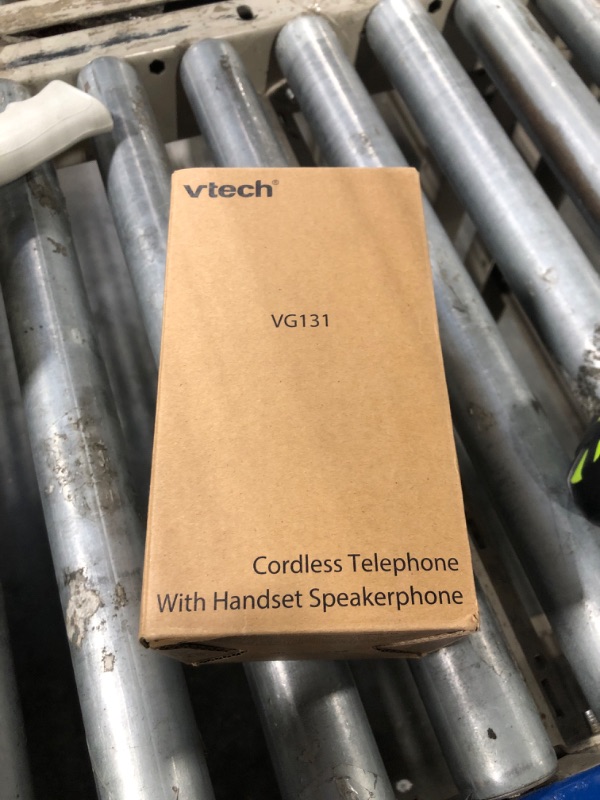 vtech®
VG131
Cordless Telephone
With Handset Speakerphone